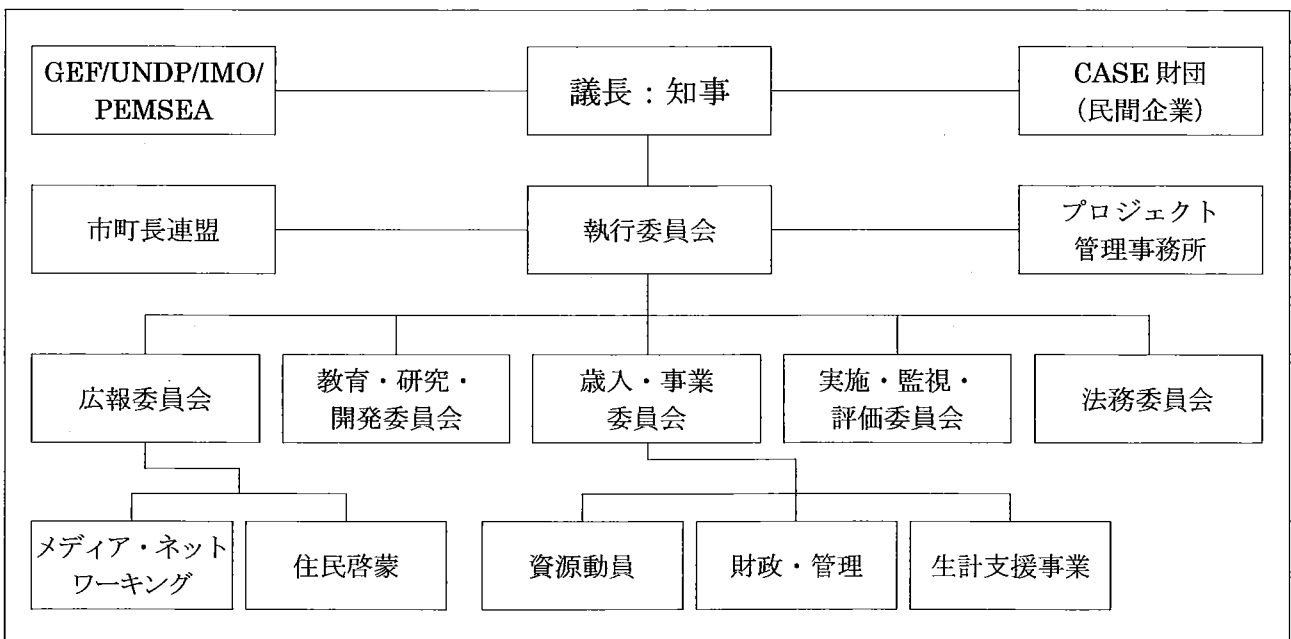 GEF/UNDP/IMO/
PEMSEA
議長：知事
CASE 財団
（民間企業）
市町長連盟
執行委員会
プロジェクト
管理事務所
広報委員会
教育・研究・
開発委員会
歳入・事業
委員会
実施・監視・
評価委員会
法務委員会
メディア・ネット
ワーキング
住民啓蒙
資源動員
財政・管理
生計支援事業